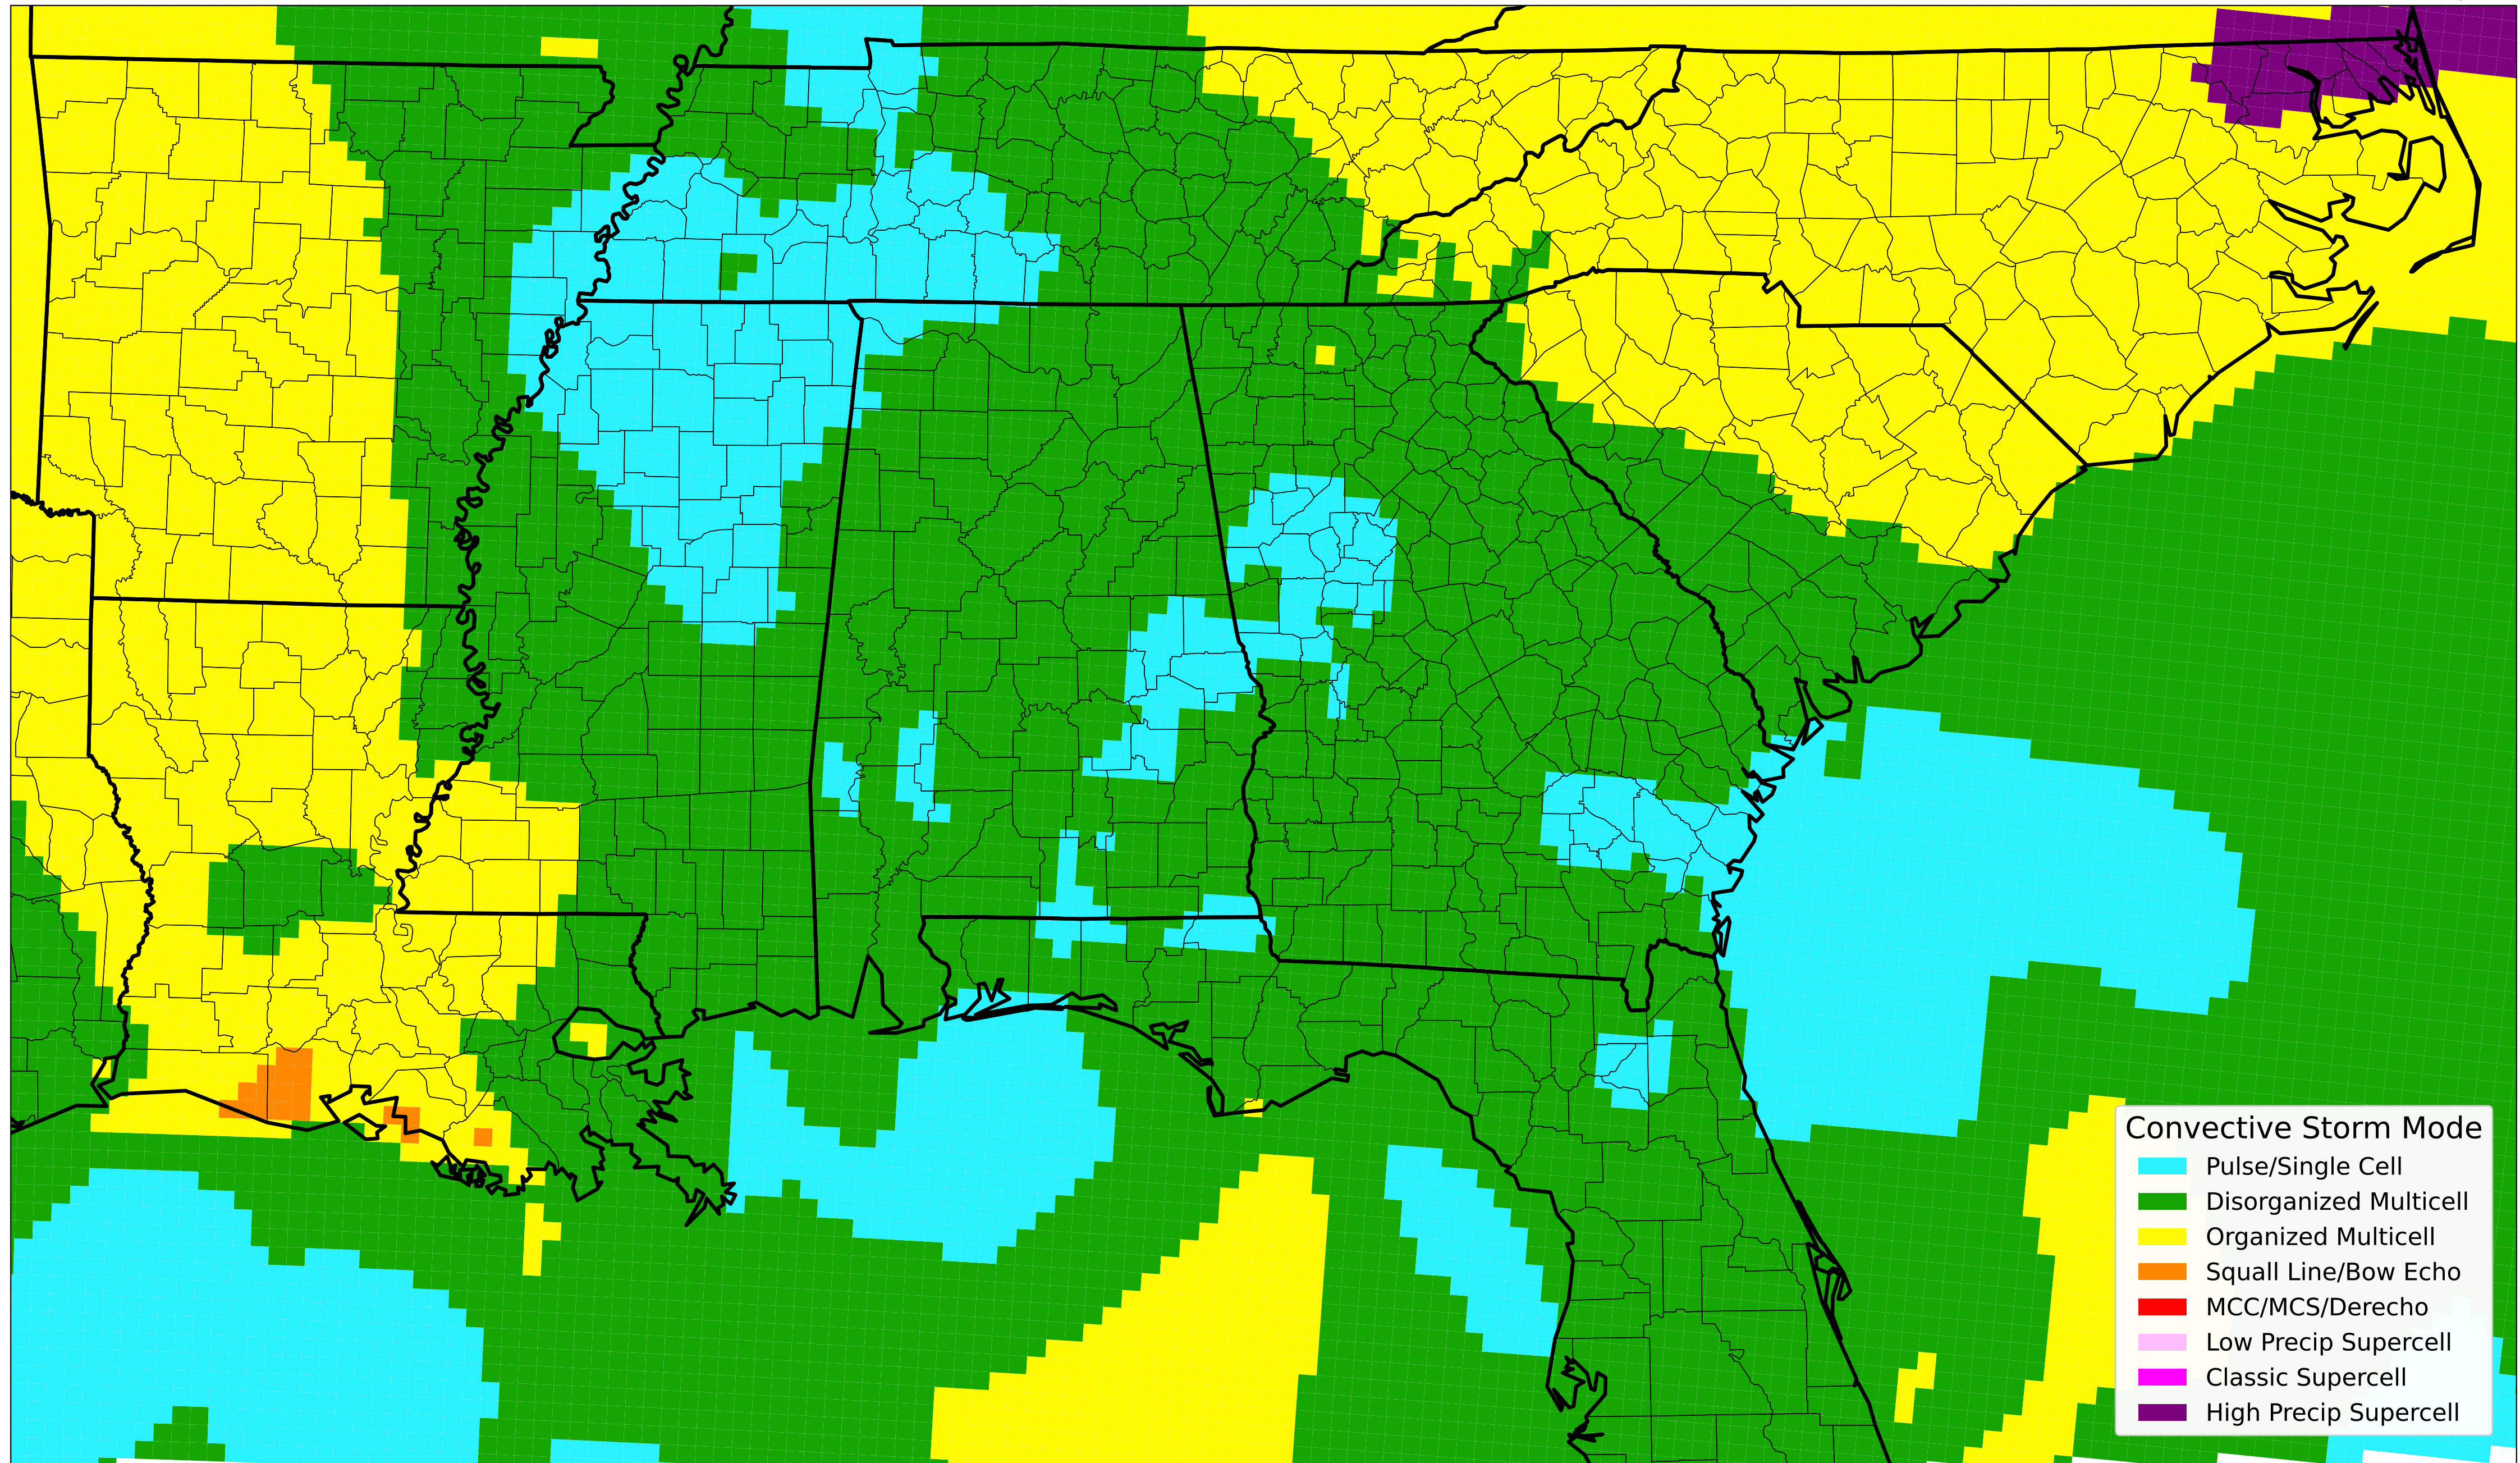 Convective Storm Mode
Pulse/Single Cell
Disorganized Multicell
Organized Multicell
Squall Line/Bow Echo
MCC/MCS/Derecho
Low Precip Supercell
Classic Supercell
High Precip Supercell